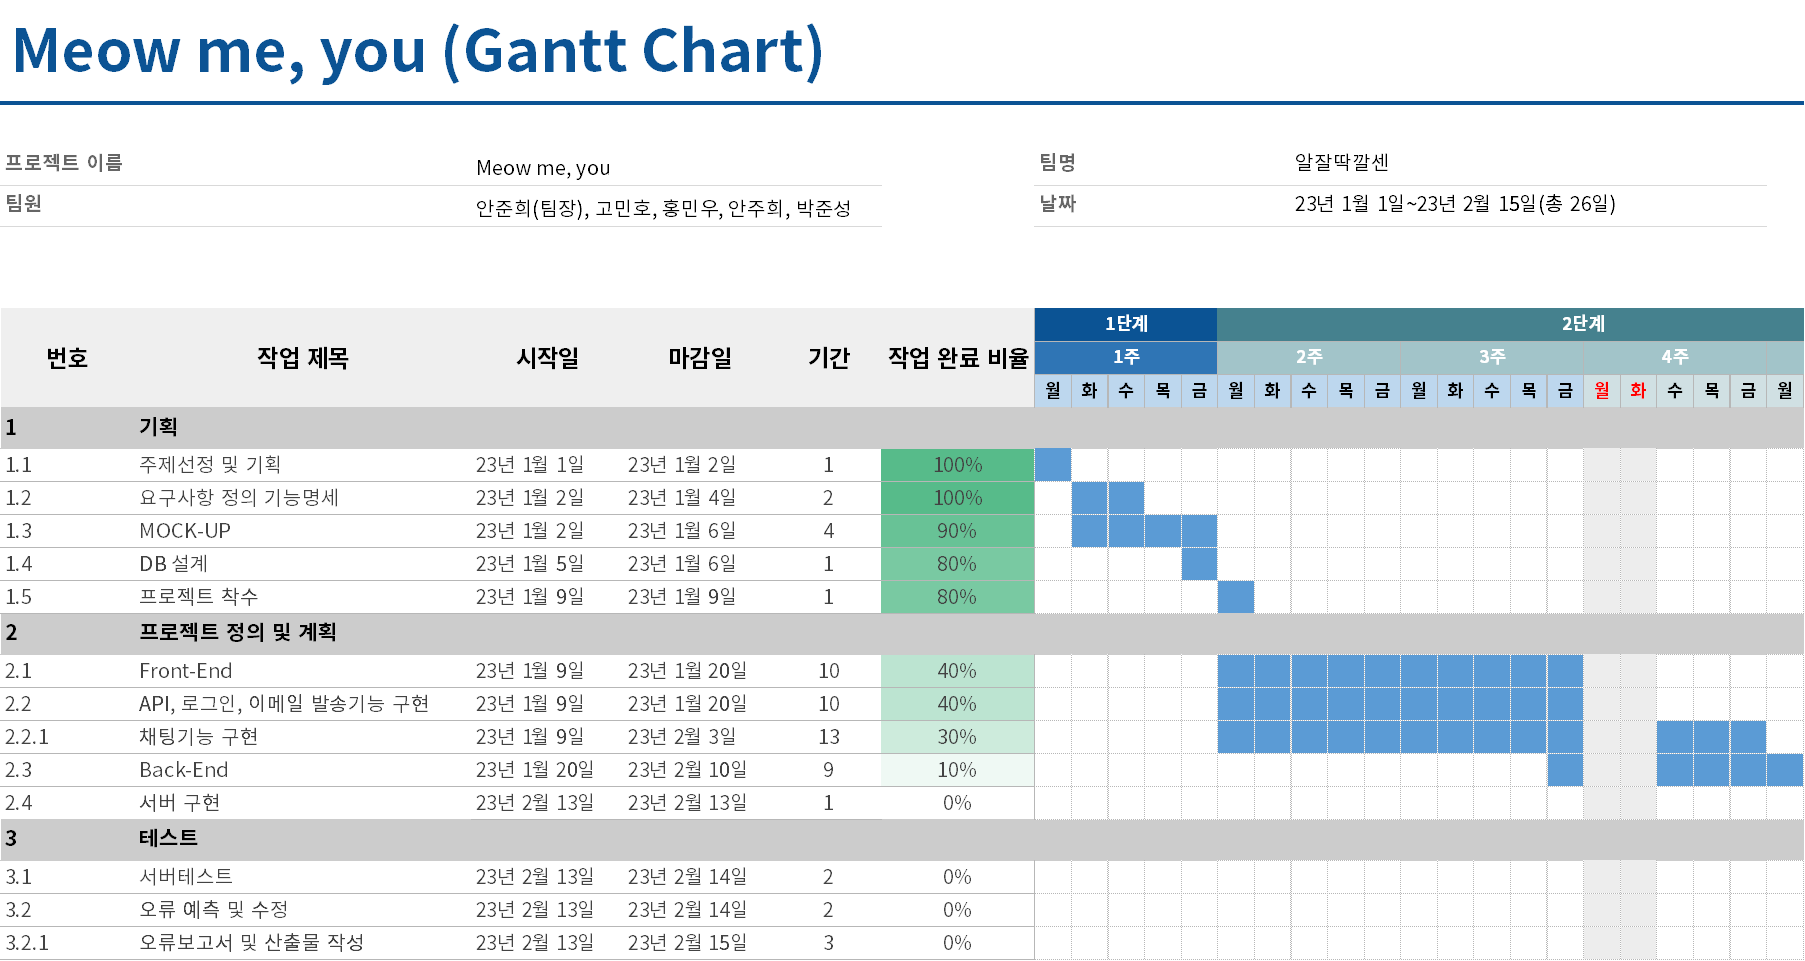 Meow me, you (Gantt Chart)
프로젝트 이름 Meow me, you 팀명 알잘딱깔센
팀원 안준희(팀장), 고민호, 홍민우, 안주희, 박준성 날짜 23년 1월 1일~23년 2월 15일(총 26일)
1단계 2단계
번호 작업 제목 시작일 마감일 기간 작업 완료 비율 1주 2주 3주 4주
월 화 수 목 금 월 화 수 목 금 월 화 수 목 금 월 화 수 목 금 월
1 기획
1.1 주제선정 및 기획 23년 1월 1일 23년 1월 2일 1 100%
1.2 요구사항 정의 기능명세 23년 1월 2일 23년 1월 4일 2 100%
1.3 MOCK-UP 23년 1월 2일 23년 1월 6일 4 90%
1.4 DB 설계 23년 1월 5일 23년 1월 6일 1 80%
1.5 프로젝트 착수 23년 1월 9일 23년 1월 9일 1 80%
2 프로젝트 정의 및 계획
2.1 Front-End 23년 1월 9일 23년 1월 20일 10 40%
2.2 API, 로그인, 이메일 발송기능 구현 23년 1월 9일 23년 1월 20일 10 40%
2.2.1 채팅기능 구현 23년 1월 9일 23년 2월 3일 13 30%
2.3 Back-End 23년 1월 20일 23년 2월 10일 9 10%
2.4 서버 구현 23년 2월 13일 23년 2월 13일 1 0%
3 테스트
3.1 서버테스트 23년 2월 13일 23년 2월 14일 2 0%
3.2 오류 예측 및 수정 23년 2월 13일 23년 2월 14일 2 0%
3.2.1 오류보고서 및 산출물 작성 23년 2월 13일 23년 2월 15일 3 0%